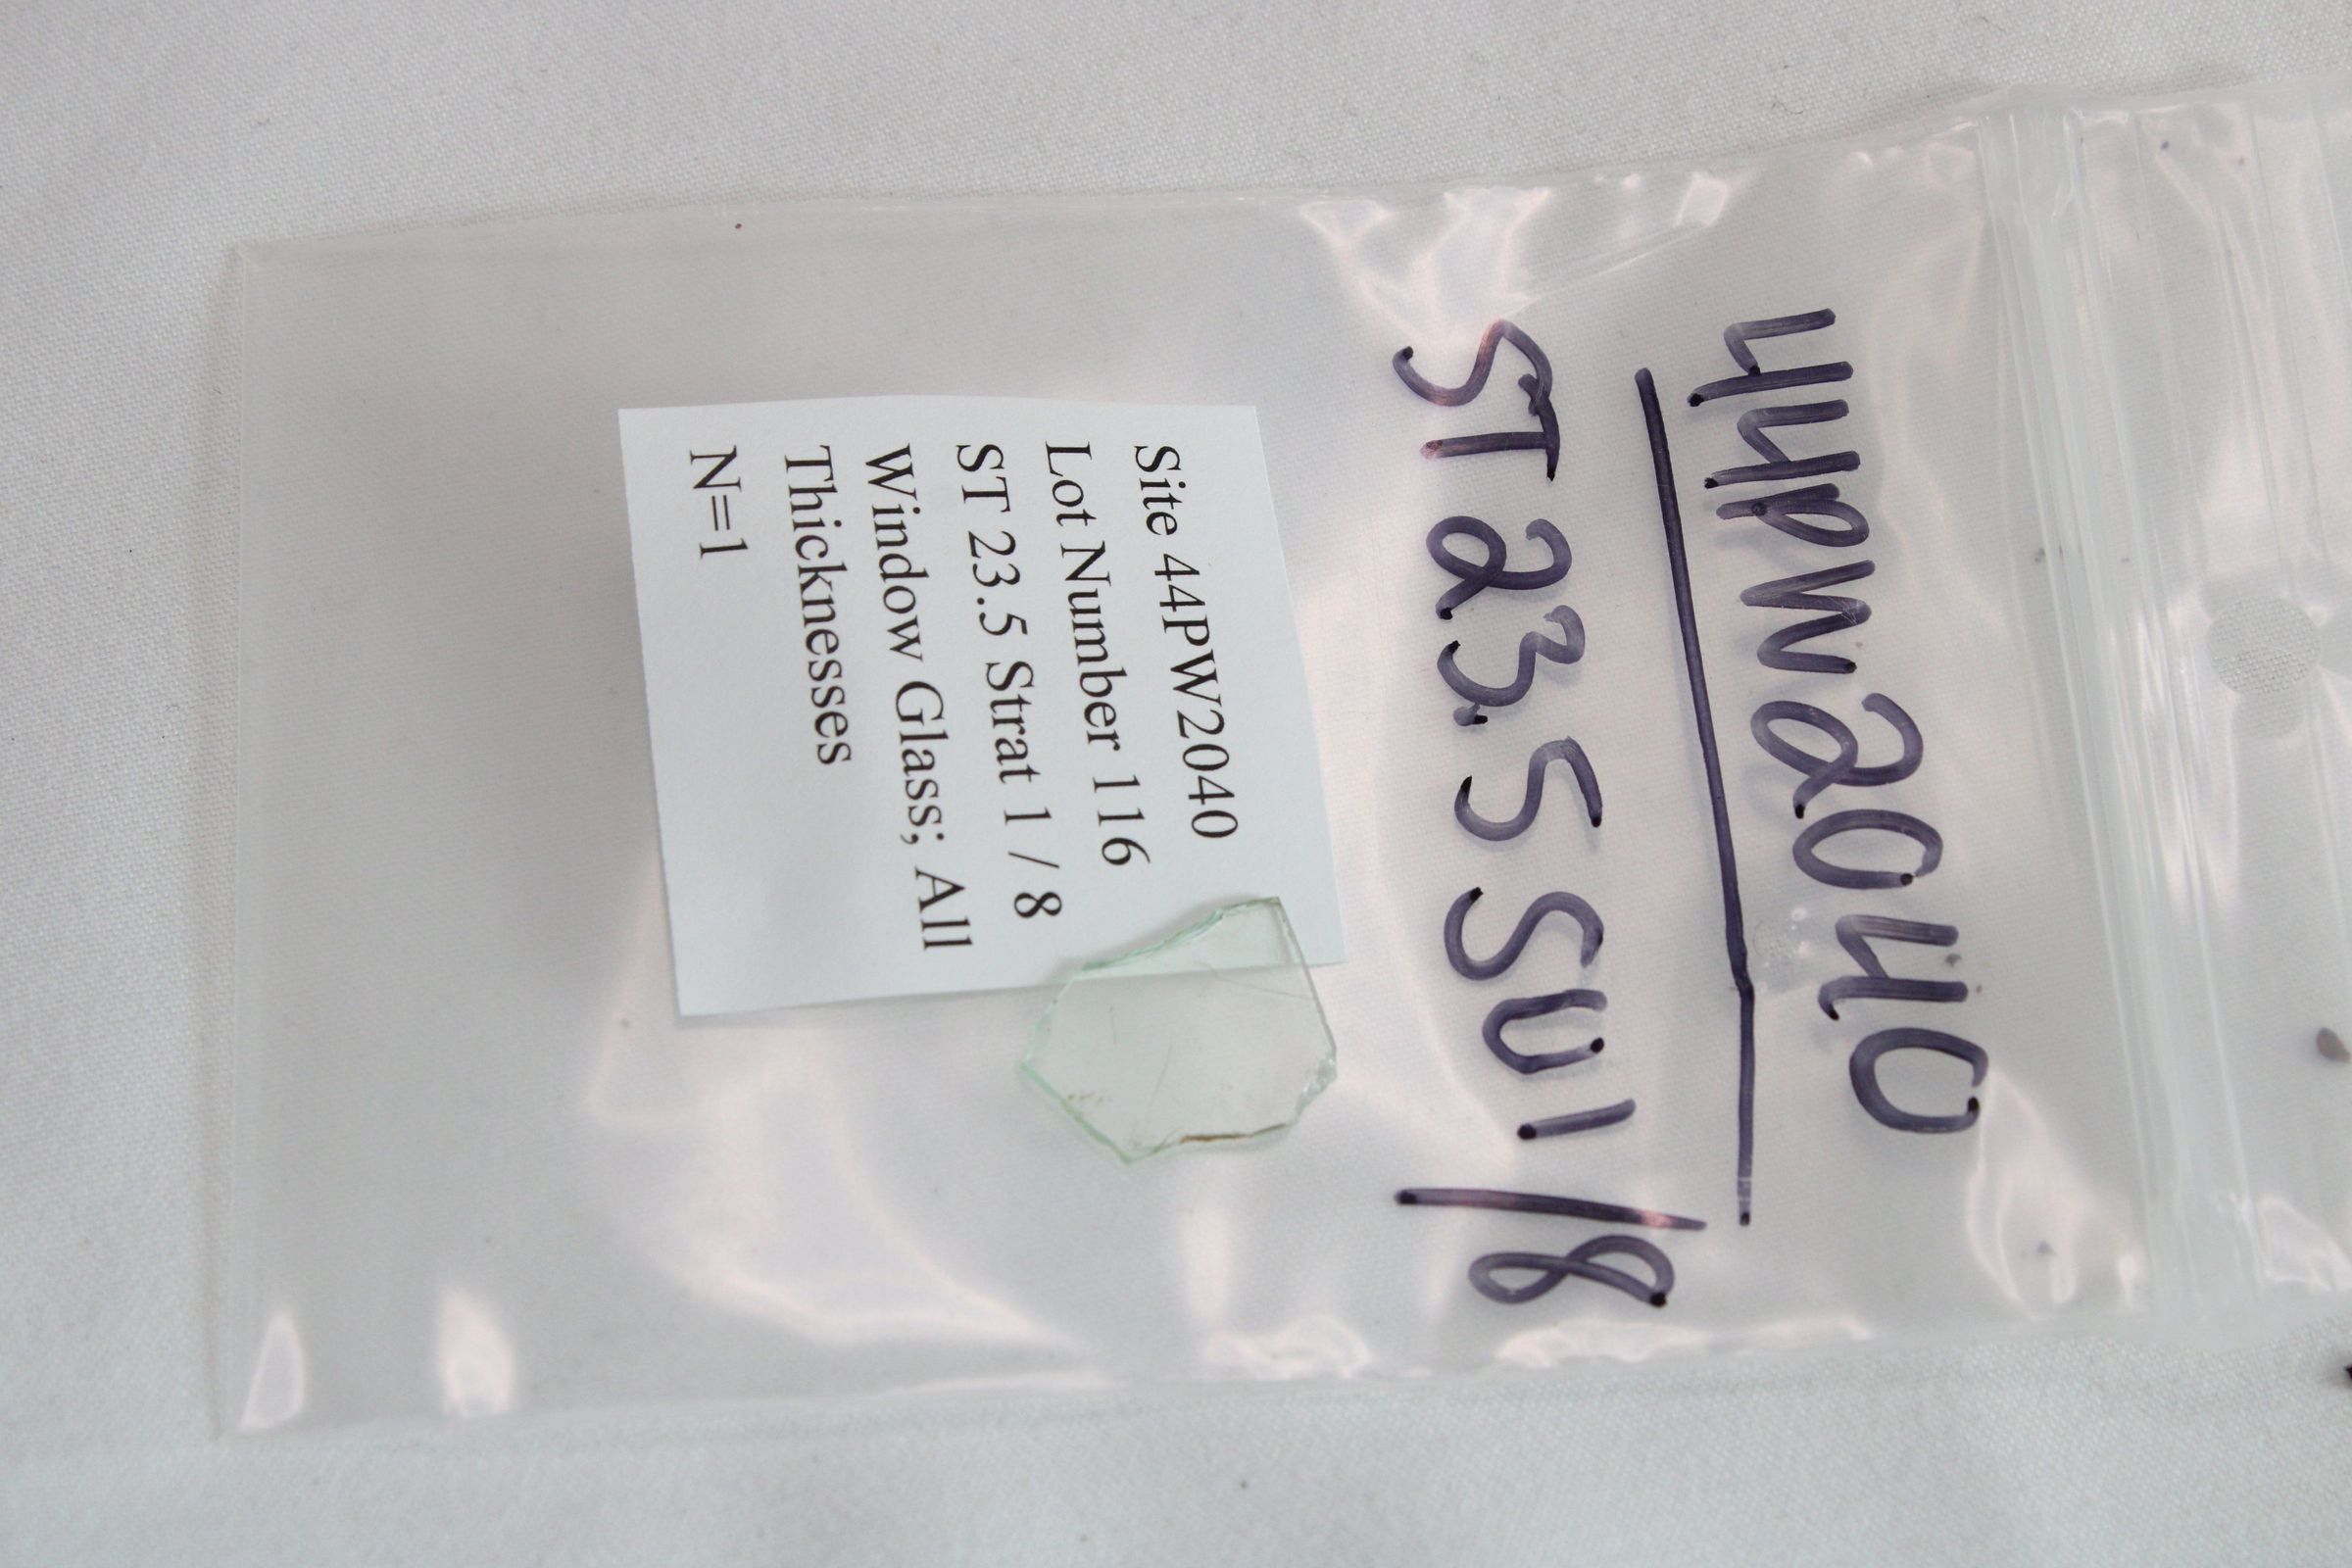 44PW2040
ST 23.5 SU1/8
Site 44PW2040
Lot Number 116
ST 23.5 Strat 1 / 8
Window Glass; All
Thicknesses
N=1